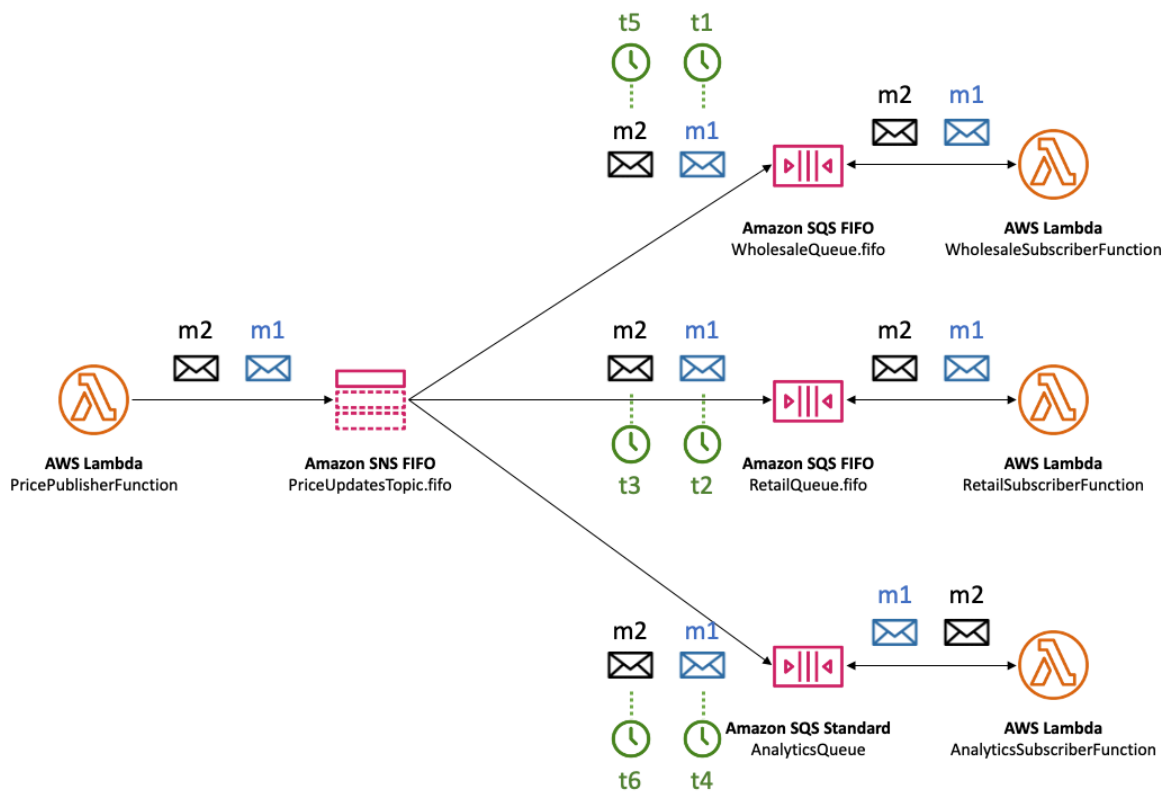 t5 t1
m2 m1
m2 m1
Amazon SQS FIFO
WholesaleQueue.fifo
AWS Lambda
WholesaleSubscriberFunction
m2 m1
AWS Lambda
PricePublisherFunction
Amazon SNS FIFO
PriceUpdatesTopic.fifo
m2 m1
t3 t2
m2 m1
Amazon SQS FIFO
RetailQueue.fifo
AWS Lambda
RetailSubscriberFunction
m2 m1
t6 t4
m1 m2
Amazon SQS Standard
AnalyticsQueue
AWS Lambda
AnalyticsSubscriberFunction